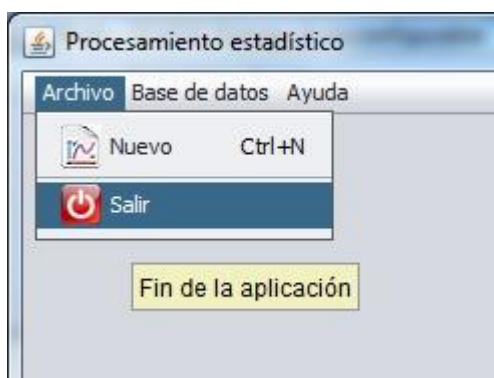 Procesamiento estadístico
Archivo Base de datos Ayuda
Nuevo Ctrl+N
Salir
Fin de la aplicación